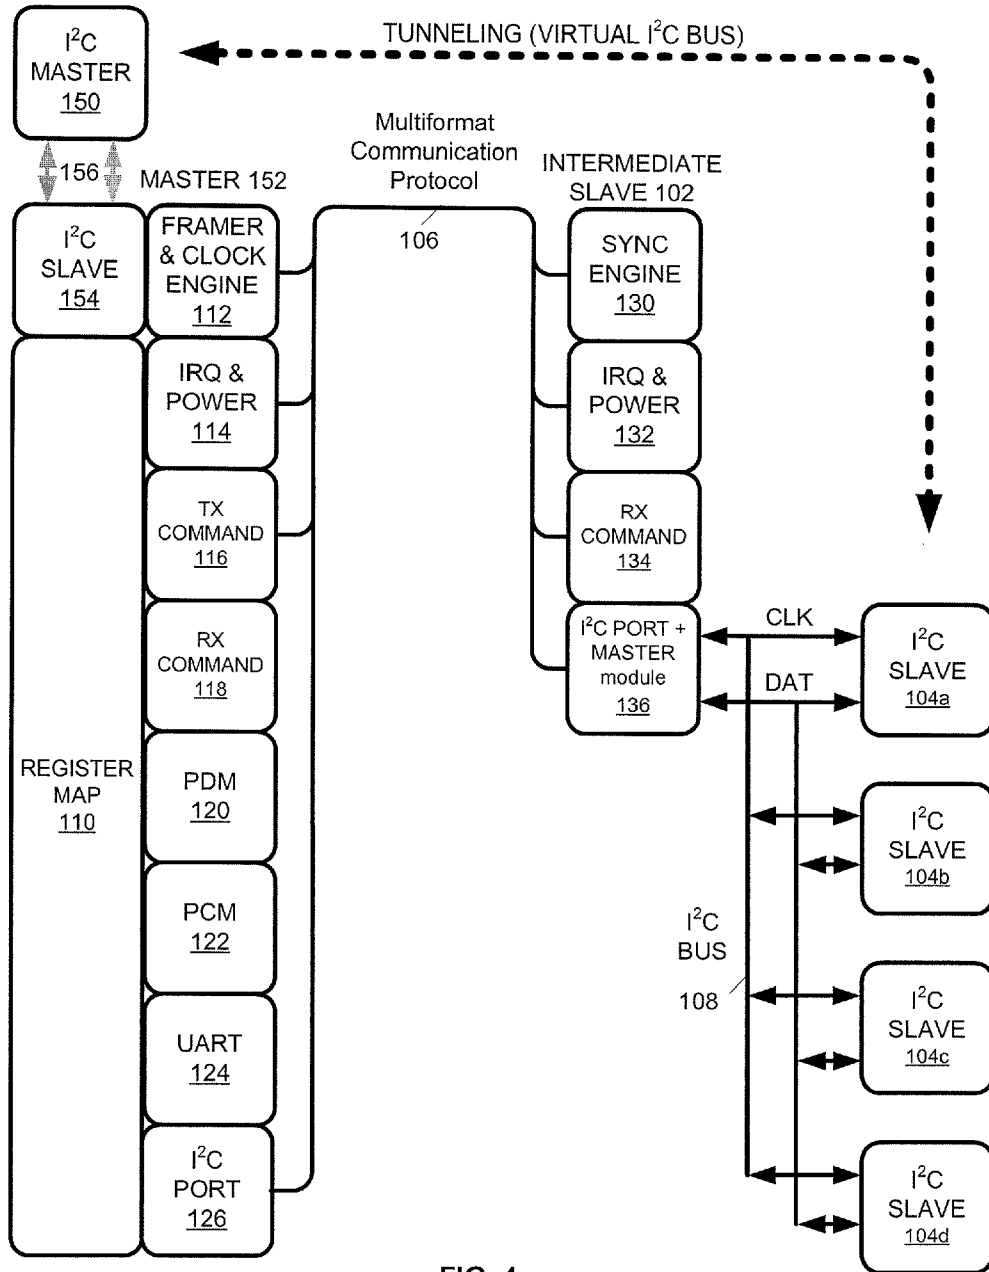 I²C
MASTER
150
TUNNELING (VIRTUAL I²C BUS)
156
MASTER 152
Multiformat
Communication
Protocol
106
INTERMEDIATE
SLAVE 102
I²C
SLAVE
154
FRAMER
& CLOCK
ENGINE
112
IRQ &
POWER
114
TX
COMMAND
116
RX
COMMAND
118
PDM
120
PCM
122
UART
124
I²C
PORT
126
REGISTER
MAP
110
SYNC
ENGINE
130
IRQ &
POWER
132
RX
COMMAND
134
I²C PORT +
MASTER
module
136
CLK
DAT
I²C
BUS
108
I²C
SLAVE
104a
I²C
SLAVE
104b
I²C
SLAVE
104c
I²C
SLAVE
104d
FIG. 4